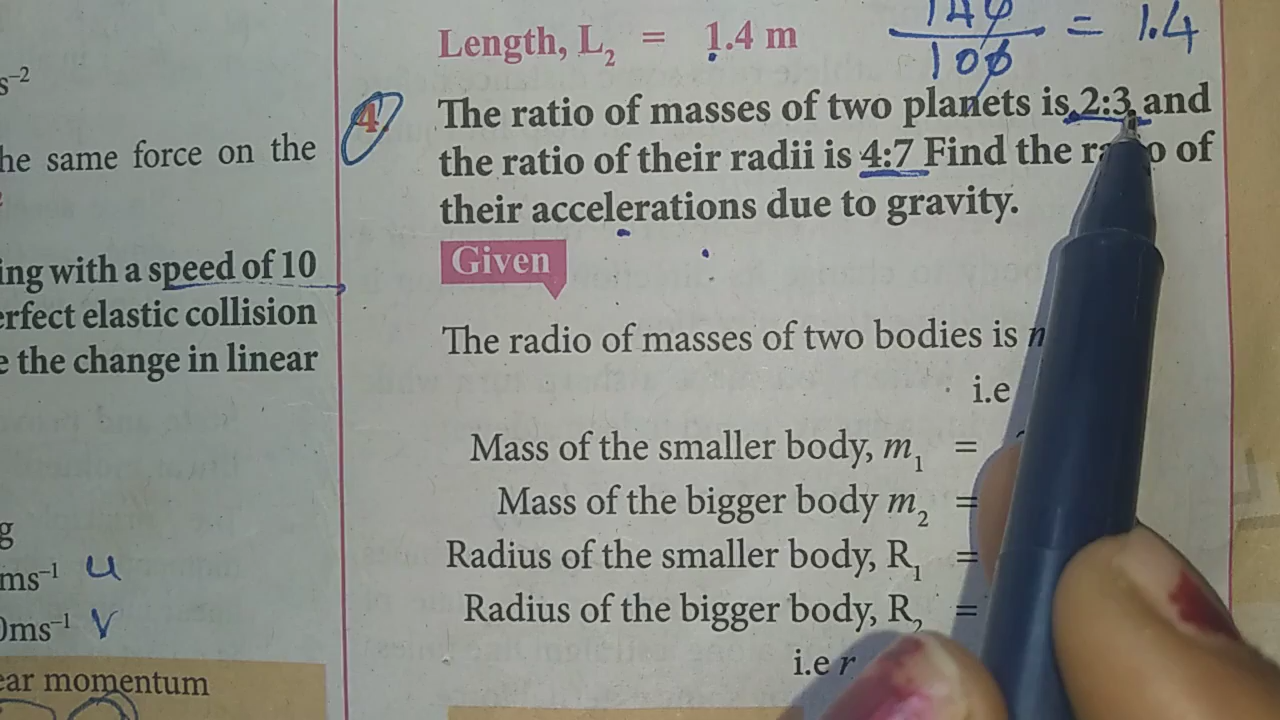 s⁻²
he same force on the
ing with a speed of 10
erfect elastic collision
e the change in linear
g
ms⁻¹ u
0ms⁻¹ v
ear momentum
Length, L₂ = 1.4 m
140/100 = 1.4
4.
The ratio of masses of two planets is 2:3 and
the ratio of their radii is 4:7 Find the of
their accelerations due to gravity.
Given
The radio of masses of two bodies is
i.e
Mass of the smaller body, m₁ =
Mass of the bigger body m₂ =
Radius of the smaller body, R₁ =
Radius of the bigger body, R₂ =
i.e r